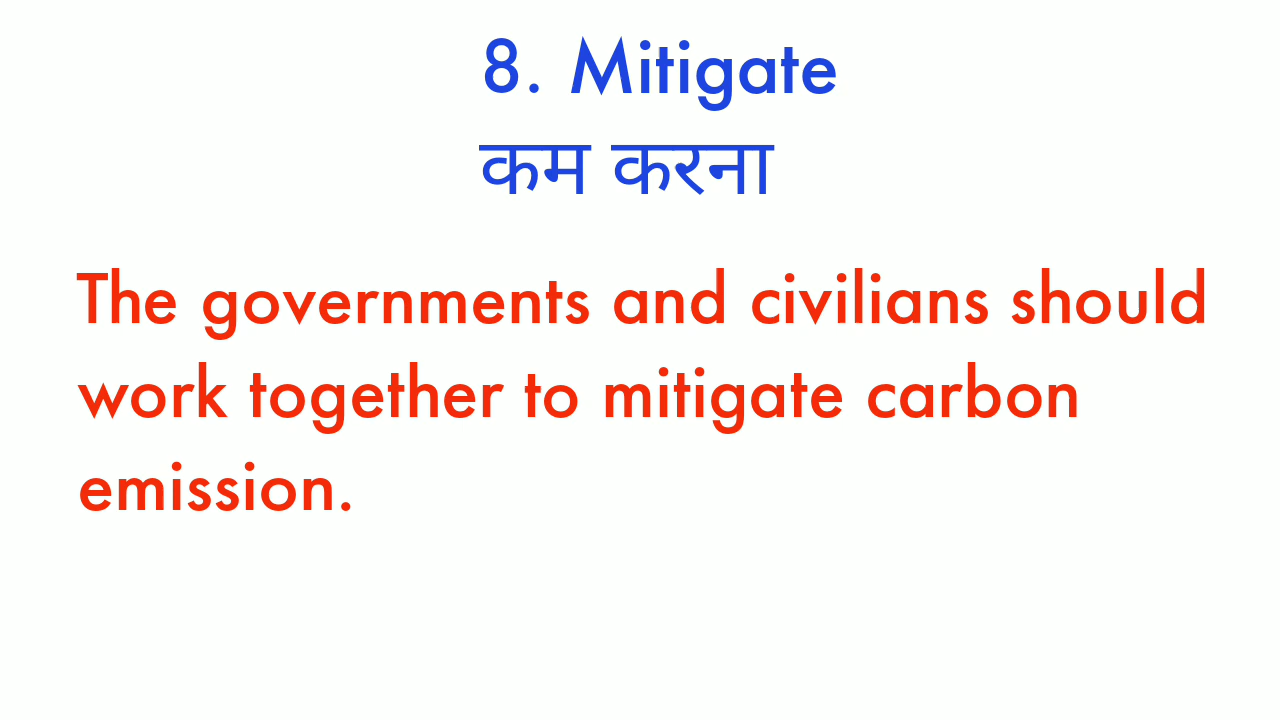 8. Mitigate
कम करना
The governments and civilians should
work together to mitigate carbon
emission.